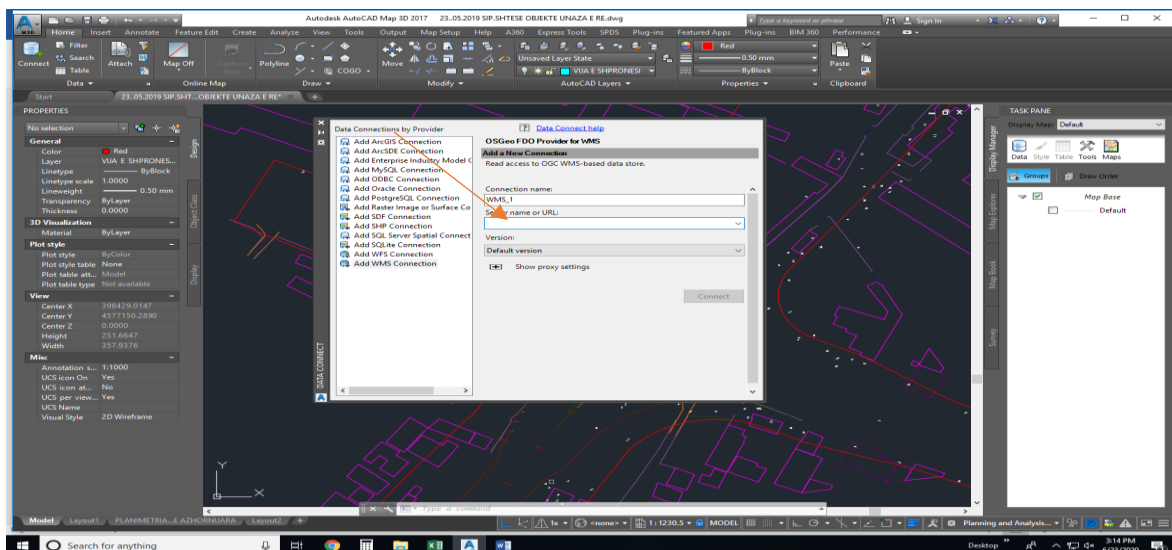 Autodesk AutoCAD Map 3D 2017 23..05.2019 SIP.SHTESE OBJEKTE UNAZA E RE.dwg
Type a keyword or phrase
Sign In
Home Insert Annotate Feature Edit Create Analyze View Tools Output Map Setup Help A360 Express Tools SPDS Plug-ins Featured Apps Plug-ins BIM 360 Performance
Connect
Filter
Search
Table
Attach
Map Off
Capture
Polyline
COGO
Move
Unsaved Layer State
VIJA E SHPRONESI
Red
0.50 mm
ByBlock
Paste
Data
Online Map
Draw
Modify
AutoCAD Layers
Properties
Clipboard
Start
23..05.2019 SIP.SHT...OBJEKTE UNAZA E RE*
PROPERTIES
No selection
General
Color Red
Layer VIJA E SHPRONES...
Linetype ByBlock
Linetype scale 1.0000
Lineweight 0.50 mm
Transparency ByLayer
Thickness 0.0000
3D Visualization
Material ByLayer
Plot style
Plot style ByColor
Plot style table None
Plot table att... Model
Plot table type Not available
View
Center X 398429.0147
Center Y 4577150.2890
Center Z 0.0000
Height 251.6647
Width 357.9376
Misc
Annotation s... 1:1000
UCS icon On Yes
UCS icon at... No
UCS per view... Yes
UCS Name
Visual Style 2D Wireframe
Design
Object Class
Display
DATA CONNECT
Data Connections by Provider
Add ArcGIS Connection
Add ArcSDE Connection
Add Enterprise Industry Model C
Add MySQL Connection
Add ODBC Connection
Add Oracle Connection
Add PostgreSQL Connection
Add Raster Image or Surface Co
Add SDF Connection
Add SHP Connection
Add SQL Server Spatial Connect
Add SQLite Connection
Add WFS Connection
Add WMS Connection
Data Connect help
OSGeo FDO Provider for WMS
Add a New Connection
Read access to OGC WMS-based data store.
Connection name:
WMS_1
Server name or URL:
Version:
Default version
Show proxy settings
Connect
TASK PANE
Display Map: Default
Data Style Table Tools Maps
Groups Draw Order
Map Base
Default
Display Manager
Map Explorer
Map Book
Survey
Y
X
Type a command
Model Layout1 PLANIMETRIA...E AZHORNUARA Layout2
1x <none> 1:1230.5 MODEL
Planning and Analysis...
Search for anything
Desktop
3:14 PM
6/23/2020